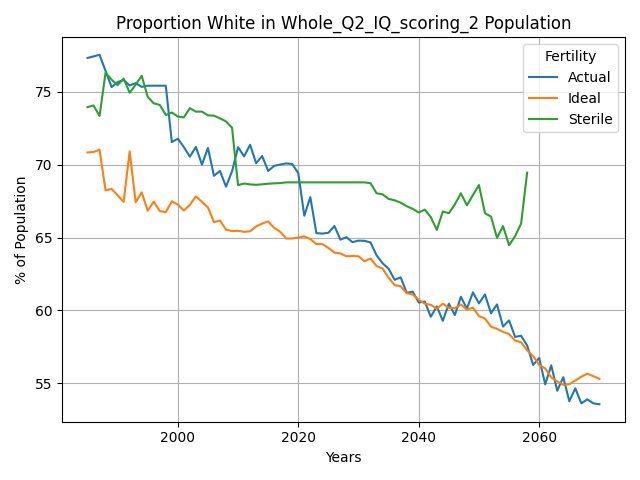 Proportion White in Whole_Q2_IQ_scoring_2 Population
Fertility
Actual
Ideal
Sterile
% of Population
75
70
65
60
55
2000
2020
2040
2060
Years